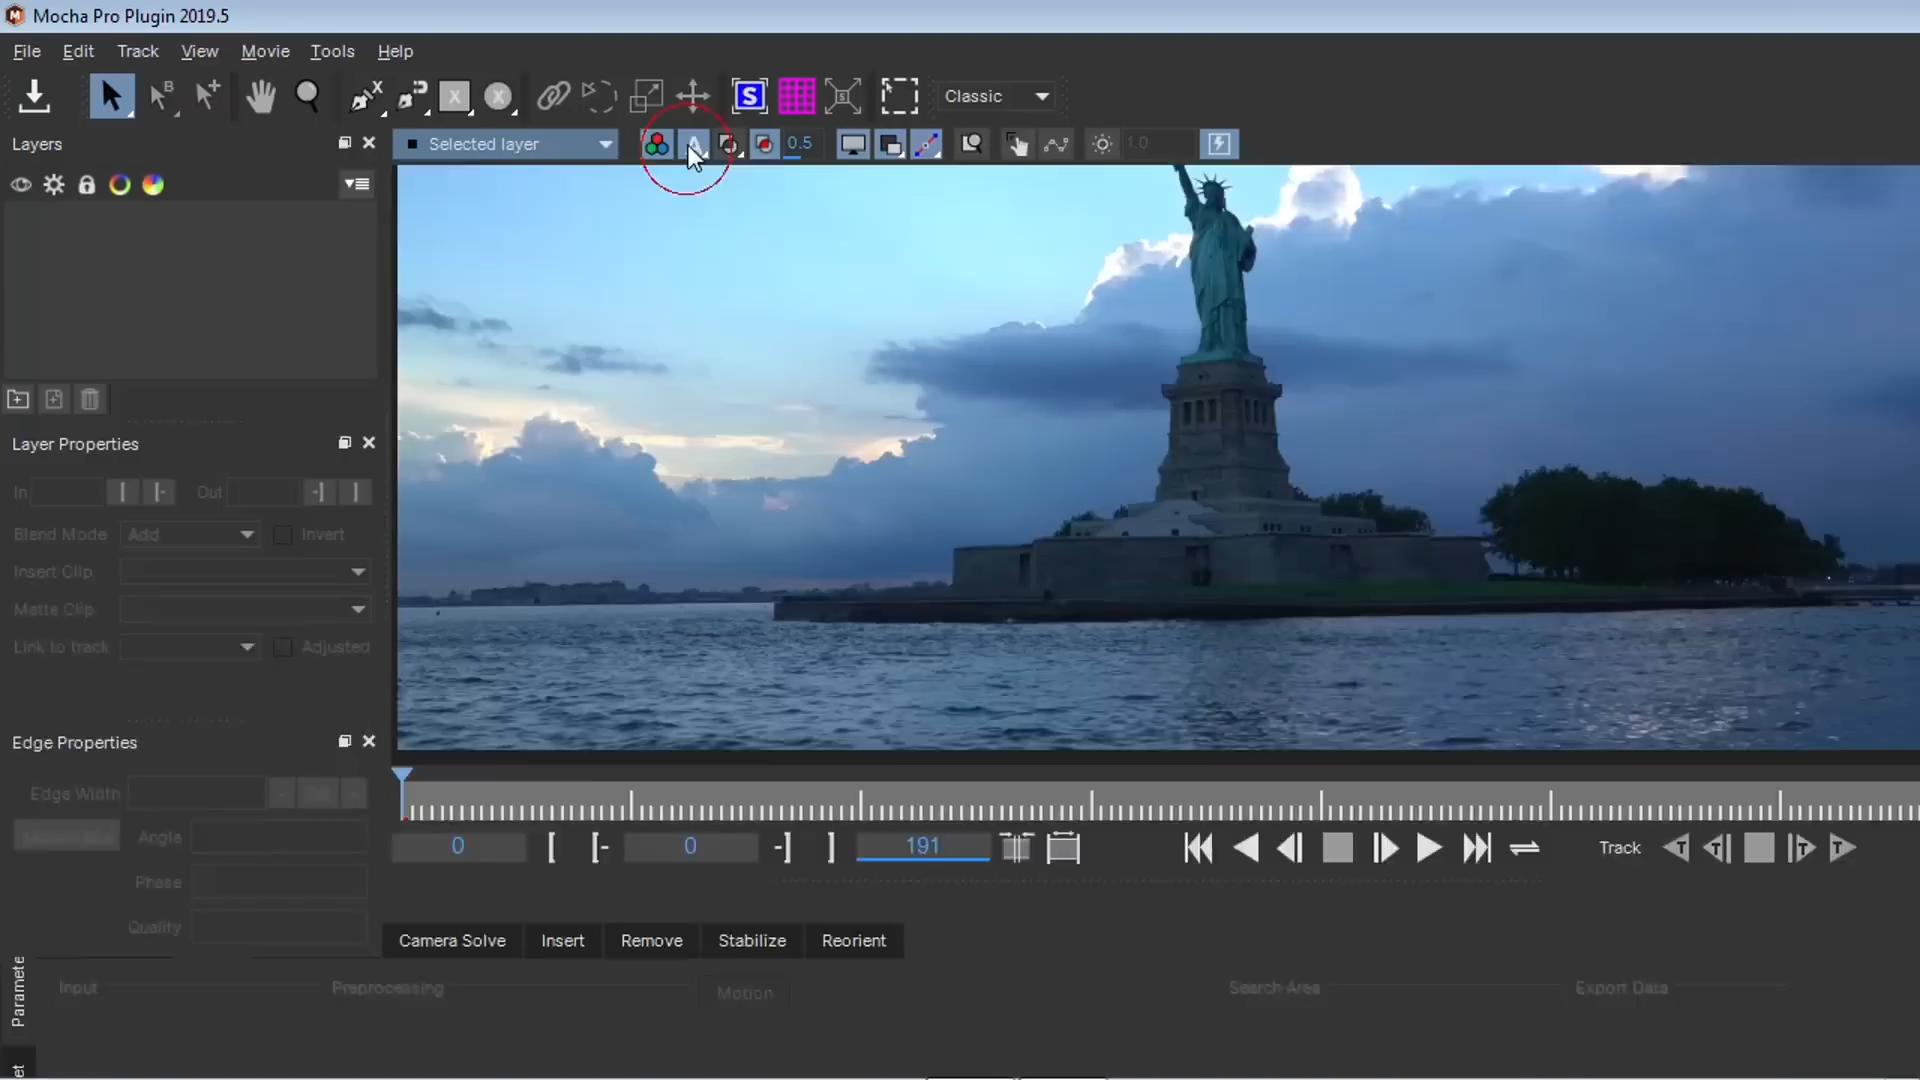 Mocha Pro Plugin 2019.5
File Edit Track View Movie Tools Help
Classic
Layers
Selected layer
0.5
1.0
Layer Properties
In
Out
Blend Mode
Add
Invert
Insert Clip
Matte Clip
Link to track
Adjusted
Edge Properties
Edge Width
Angle
Phase
Quality
0
0
191
Track
Camera Solve
Insert
Remove
Stabilize
Reorient
Input
Preprocessing
Motion
Search Area
Export Data
Paramete
et